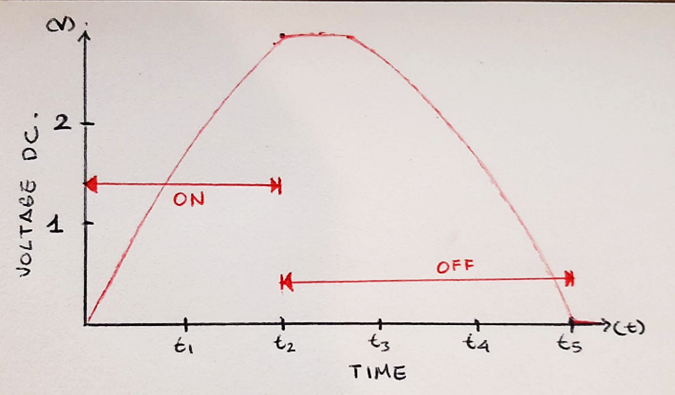 (V).
VOLTAGE DC.
2
1
ON
OFF
t1 t2 t3 t4 t5 (t)
TIME